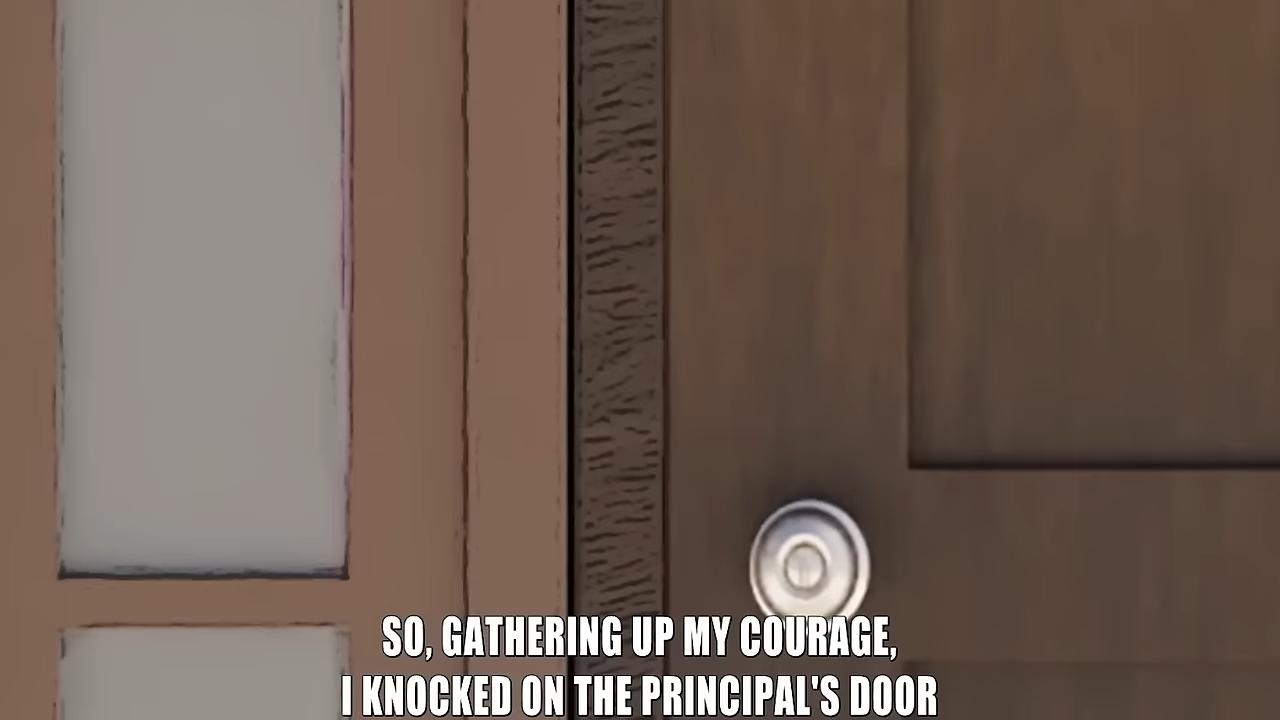 SO, GATHERING UP MY COURAGE,
I KNOCKED ON THE PRINCIPAL'S DOOR